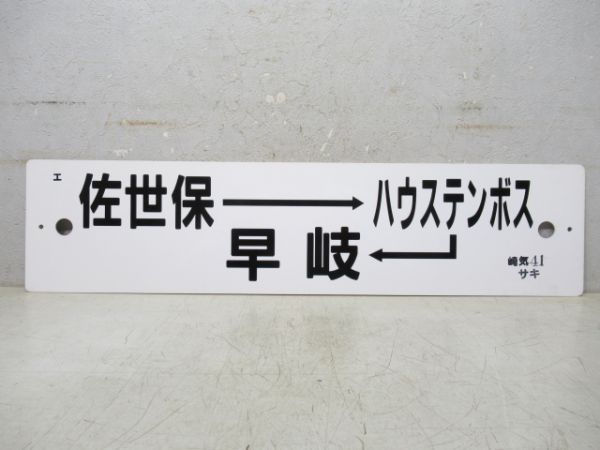 エ
佐世保 → ハウステンボス
早岐 ←
崎気41
サキ